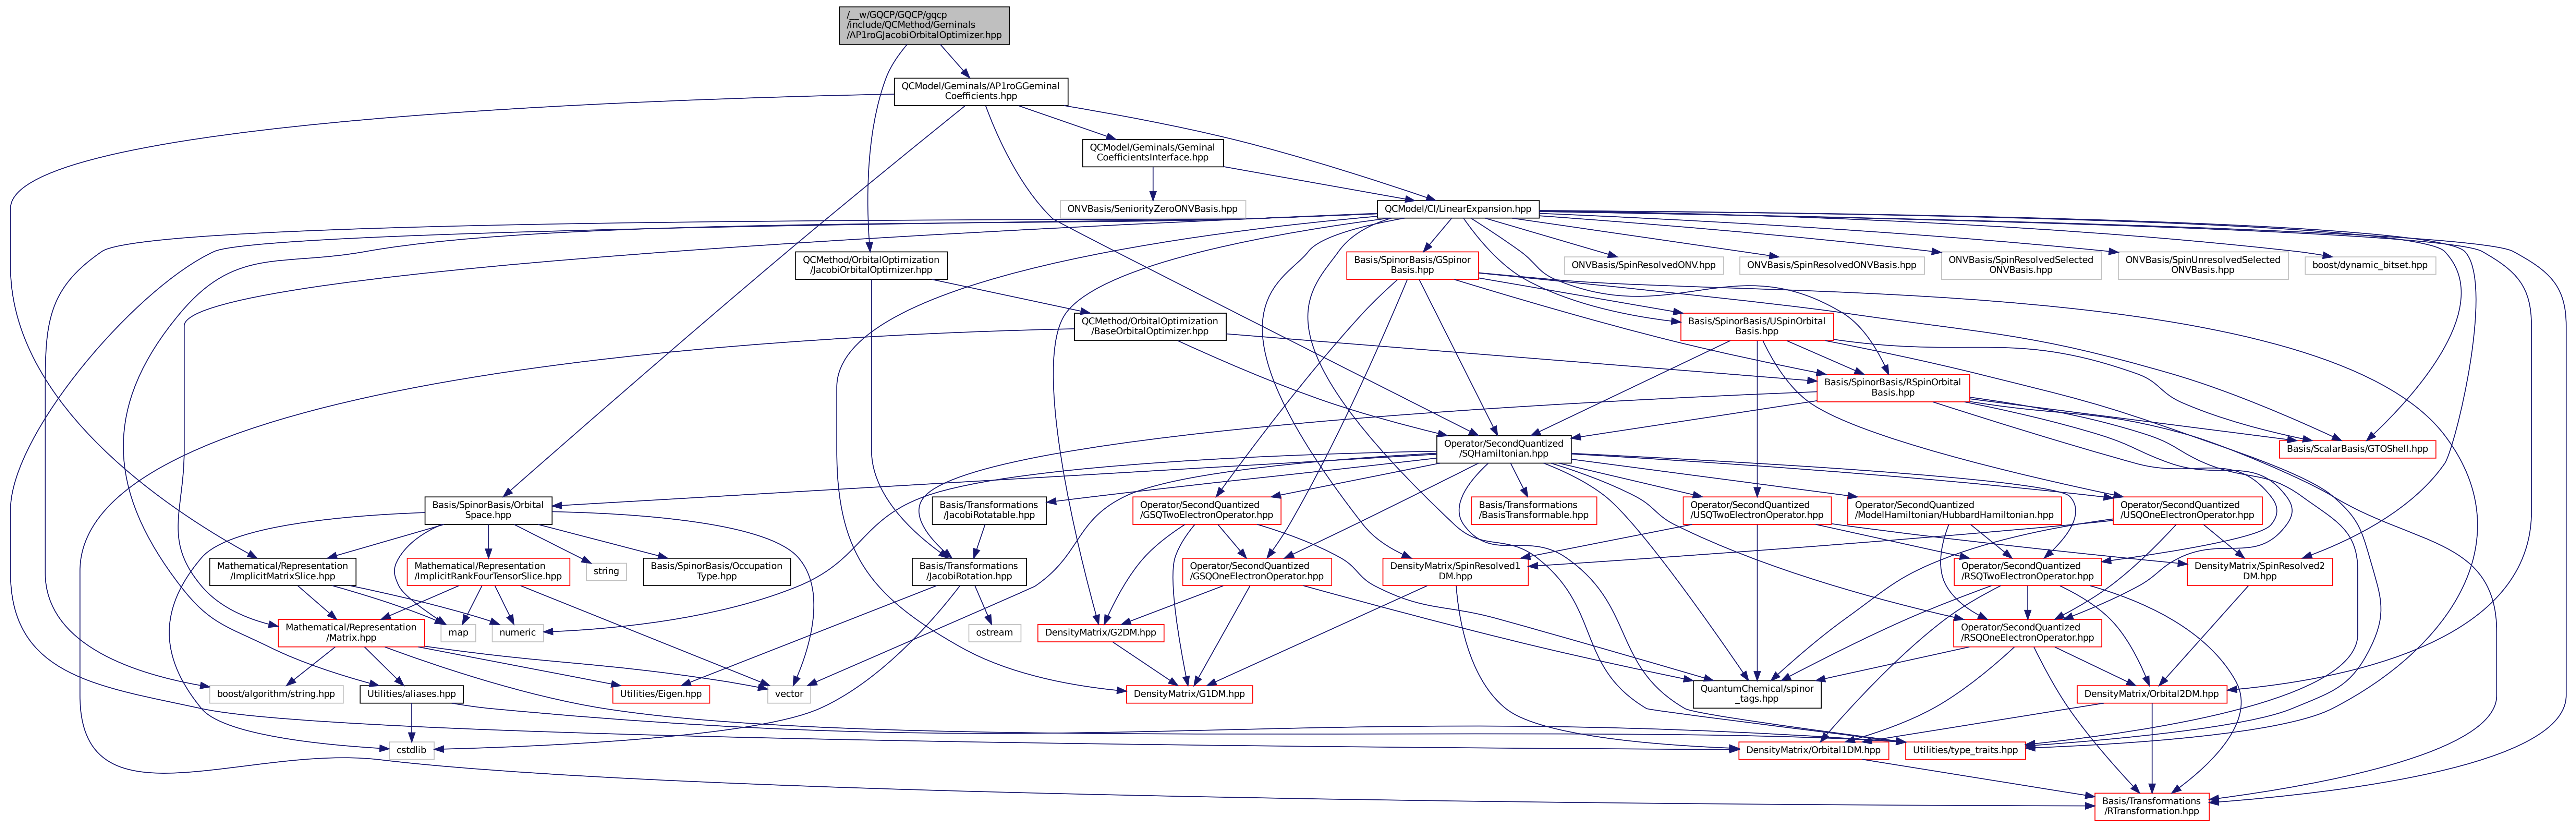 /__w/GQCP/GQCP/gqcp
/include/QCMethod/Geminals
/AP1roGJacobiOrbitalOptimizer.hpp
QCModel/Geminals/AP1roGGeminal
Coefficients.hpp
QCModel/Geminals/Geminal
CoefficientsInterface.hpp
ONVBasis/SeniorityZeroONVBasis.hpp
QCModel/CI/LinearExpansion.hpp
QCMethod/OrbitalOptimization
/JacobiOrbitalOptimizer.hpp
Basis/SpinorBasis/GSpinor
Basis.hpp
ONVBasis/SpinResolvedONV.hpp
ONVBasis/SpinResolvedONVBasis.hpp
ONVBasis/SpinResolvedSelected
ONVBasis.hpp
ONVBasis/SpinUnresolvedSelected
ONVBasis.hpp
boost/dynamic_bitset.hpp
QCMethod/OrbitalOptimization
/BaseOrbitalOptimizer.hpp
Basis/SpinorBasis/USpinOrbital
Basis.hpp
Basis/SpinorBasis/RSpinOrbital
Basis.hpp
Operator/SecondQuantized
/SQHamiltonian.hpp
Basis/ScalarBasis/GTOShell.hpp
Basis/SpinorBasis/Orbital
Space.hpp
Basis/Transformations
/JacobiRotatable.hpp
Operator/SecondQuantized
/GSQTwoElectronOperator.hpp
Basis/Transformations
/BasisTransformable.hpp
Operator/SecondQuantized
/USQTwoElectronOperator.hpp
Operator/SecondQuantized
/ModelHamiltonian/HubbardHamiltonian.hpp
Operator/SecondQuantized
/USQOneElectronOperator.hpp
Mathematical/Representation
/ImplicitMatrixSlice.hpp
Mathematical/Representation
/ImplicitRankFourTensorSlice.hpp
string
Basis/SpinorBasis/Occupation
Type.hpp
Basis/Transformations
/JacobiRotation.hpp
Operator/SecondQuantized
/GSQOneElectronOperator.hpp
DensityMatrix/SpinResolved1
DM.hpp
Operator/SecondQuantized
/RSQTwoElectronOperator.hpp
DensityMatrix/SpinResolved2
DM.hpp
Mathematical/Representation
/Matrix.hpp
map
numeric
ostream
DensityMatrix/G2DM.hpp
Operator/SecondQuantized
/RSQOneElectronOperator.hpp
boost/algorithm/string.hpp
Utilities/aliases.hpp
Utilities/Eigen.hpp
vector
DensityMatrix/G1DM.hpp
QuantumChemical/spinor
_tags.hpp
DensityMatrix/Orbital2DM.hpp
cstdlib
DensityMatrix/Orbital1DM.hpp
Utilities/type_traits.hpp
Basis/Transformations
/RTransformation.hpp